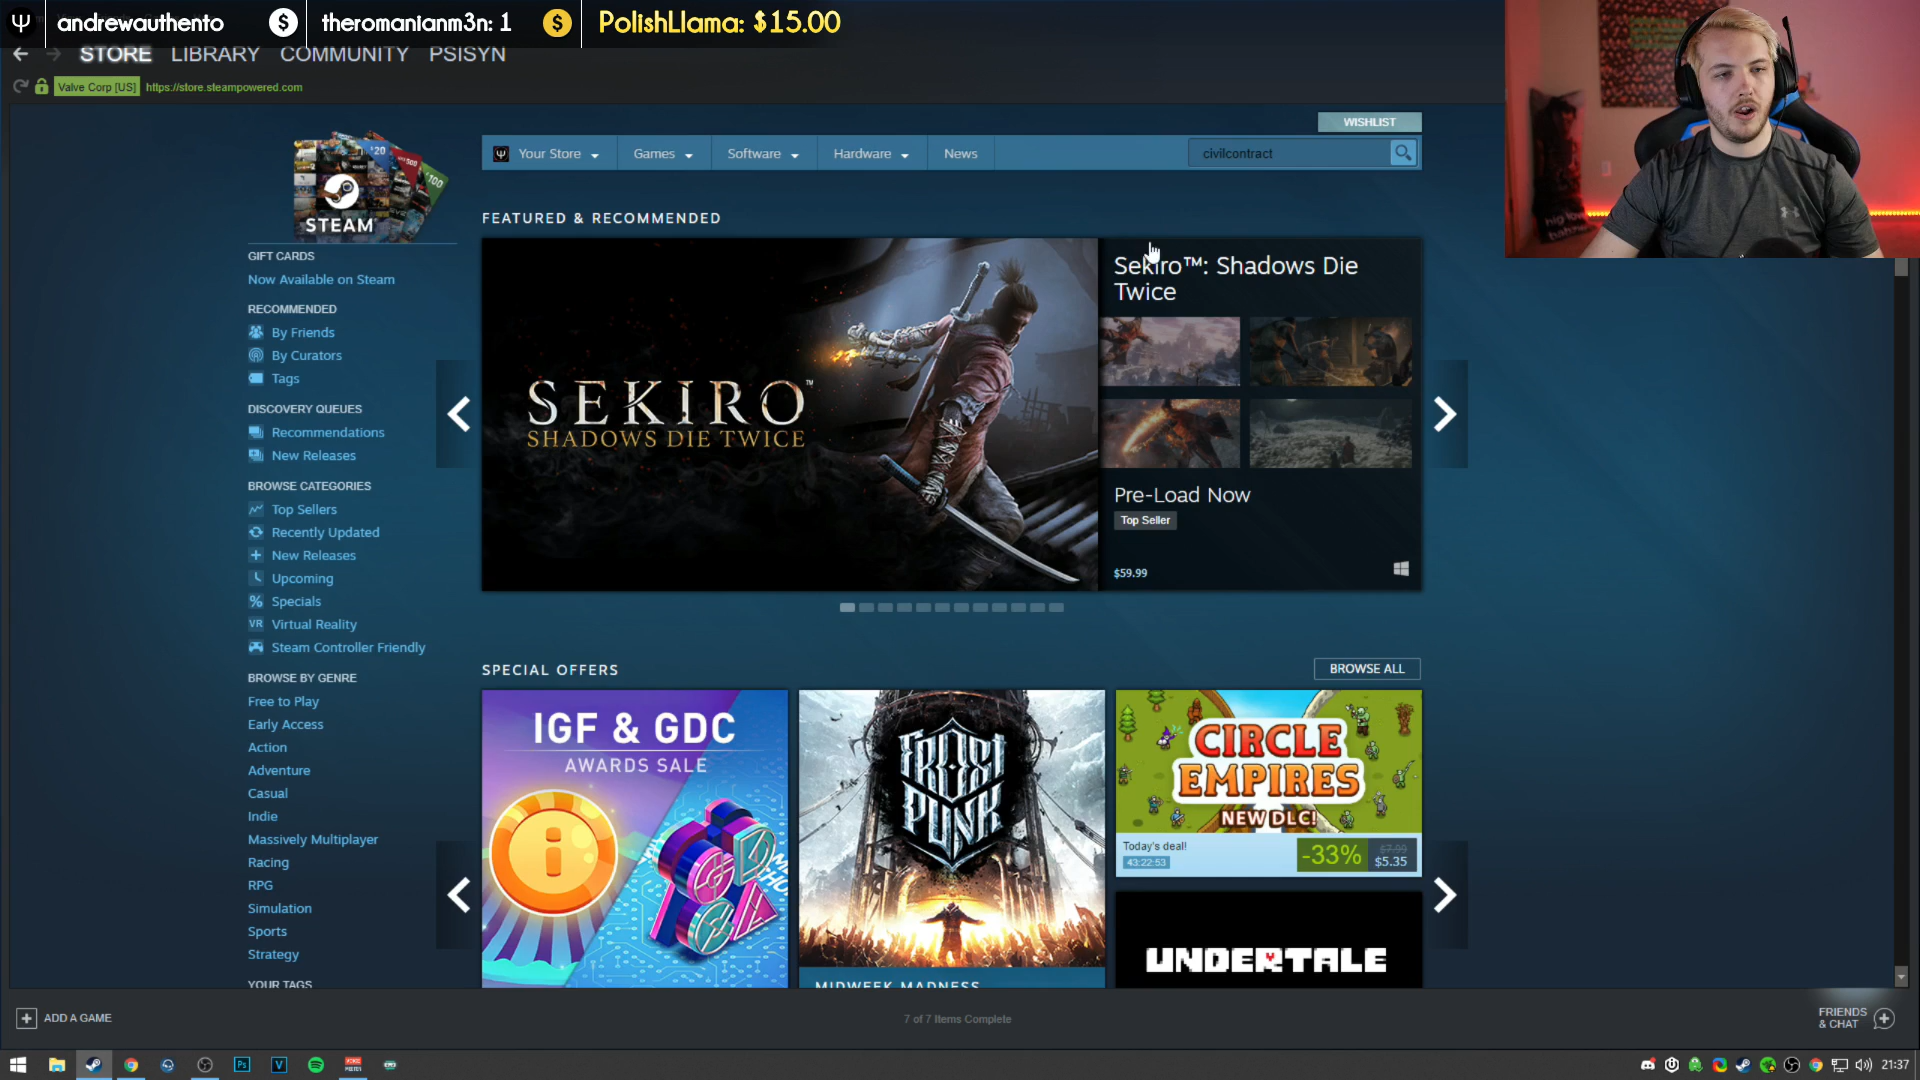 andrewauthento
$
theromanianm3n: 1
$
PolishLlama: $15.00
STORE
LIBRARY
COMMUNITY
PSISYN
Valve Corp [US]
https://store.steampowered.com
WISHLIST
Your Store
Games
Software
Hardware
News
civilcontract
STEAM
GIFT CARDS
Now Available on Steam
RECOMMENDED
By Friends
By Curators
Tags
DISCOVERY QUEUES
Recommendations
New Releases
BROWSE CATEGORIES
Top Sellers
Recently Updated
New Releases
Upcoming
Specials
VR Virtual Reality
Steam Controller Friendly
BROWSE BY GENRE
Free to Play
Early Access
Action
Adventure
Casual
Indie
Massively Multiplayer
Racing
RPG
Simulation
Sports
Strategy
YOUR TAGS
FEATURED & RECOMMENDED
SEKIRO™
SHADOWS DIE TWICE
Sekiro™: Shadows Die
Twice
Pre-Load Now
Top Seller
$59.99
SPECIAL OFFERS
BROWSE ALL
IGF & GDC
AWARDS SALE
FROST
PUNK
MIDWEEK MADNESS
CIRCLE
EMPIRES
NEW DLC!
Today's deal!
43:22:53
-33%
$7.99
$5.35
UNDERTALE
ADD A GAME
7 of 7 Items Complete
FRIENDS
& CHAT
Ps
V
21:37